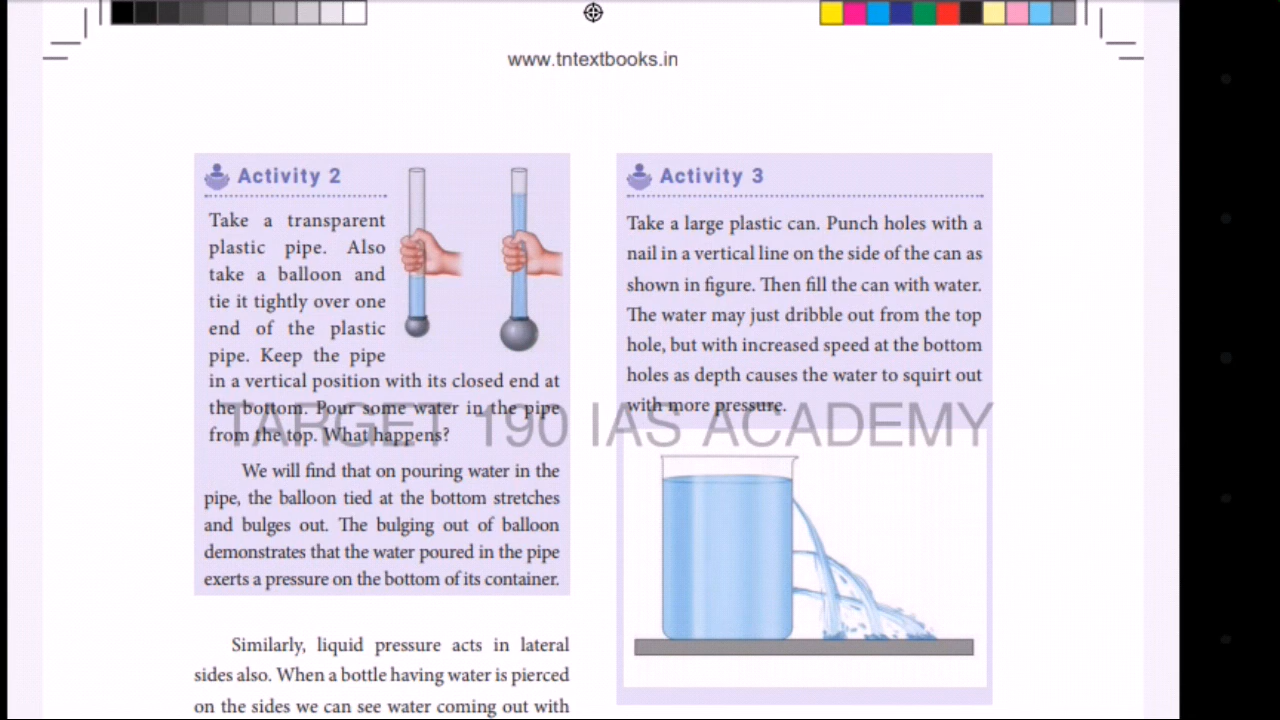 www.tntextbooks.in
Activity 2
Take a transparent
plastic pipe. Also
take a balloon and
tie it tightly over one
end of the plastic
pipe. Keep the pipe
in a vertical position with its closed end at
the bottom. Pour some water in the pipe
from the top. What happens?
We will find that on pouring water in the
pipe, the balloon tied at the bottom stretches
and bulges out. The bulging out of balloon
demonstrates that the water poured in the pipe
exerts a pressure on the bottom of its container.
Similarly, liquid pressure acts in lateral
sides also. When a bottle having water is pierced
on the sides we can see water coming out with
Activity 3
Take a large plastic can. Punch holes with a
nail in a vertical line on the side of the can as
shown in figure. Then fill the can with water.
The water may just dribble out from the top
hole, but with increased speed at the bottom
holes as depth causes the water to squirt out
with more pressure.
TARGET 190 IAS ACADEMY